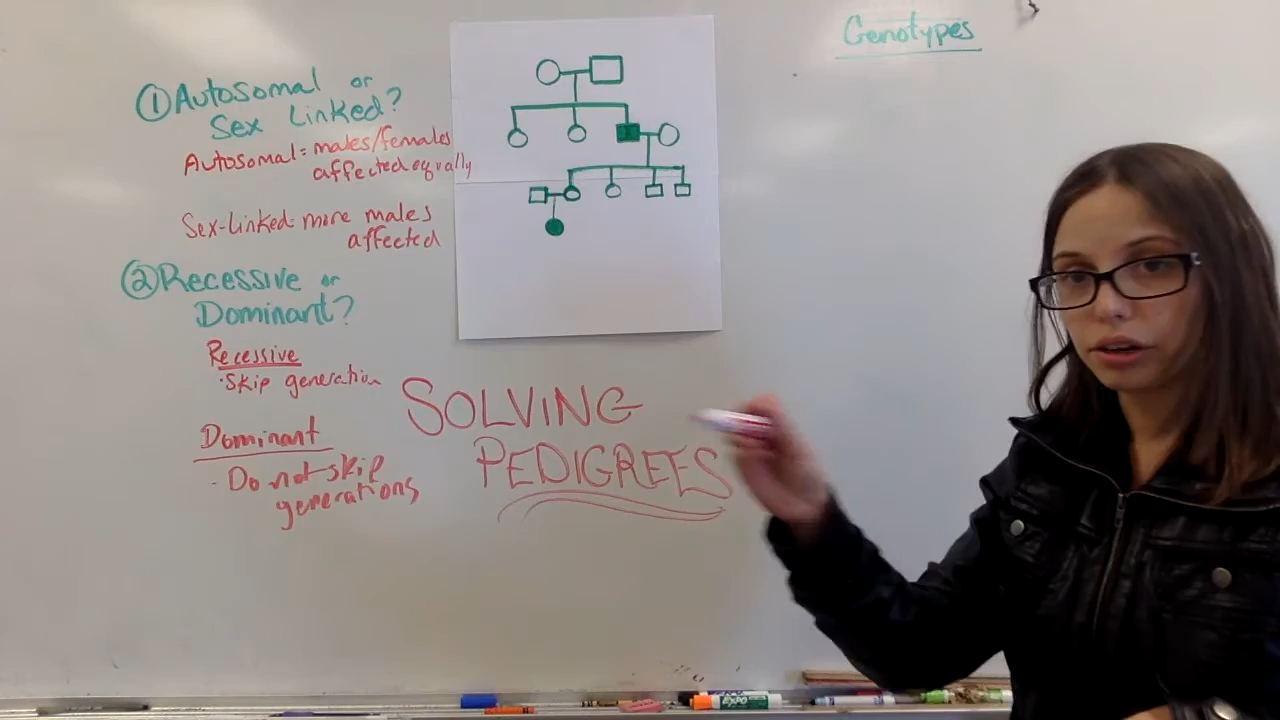 ① Autosomal or
Sex Linked?
Autosomal = males/females
affected equally
Sex-Linked = more males
affected
② Recessive or
Dominant?
Recessive
· Skip generation
Dominant
· Do not skip
generations
SOLVING
PEDIGREES
Genotypes
EXPO